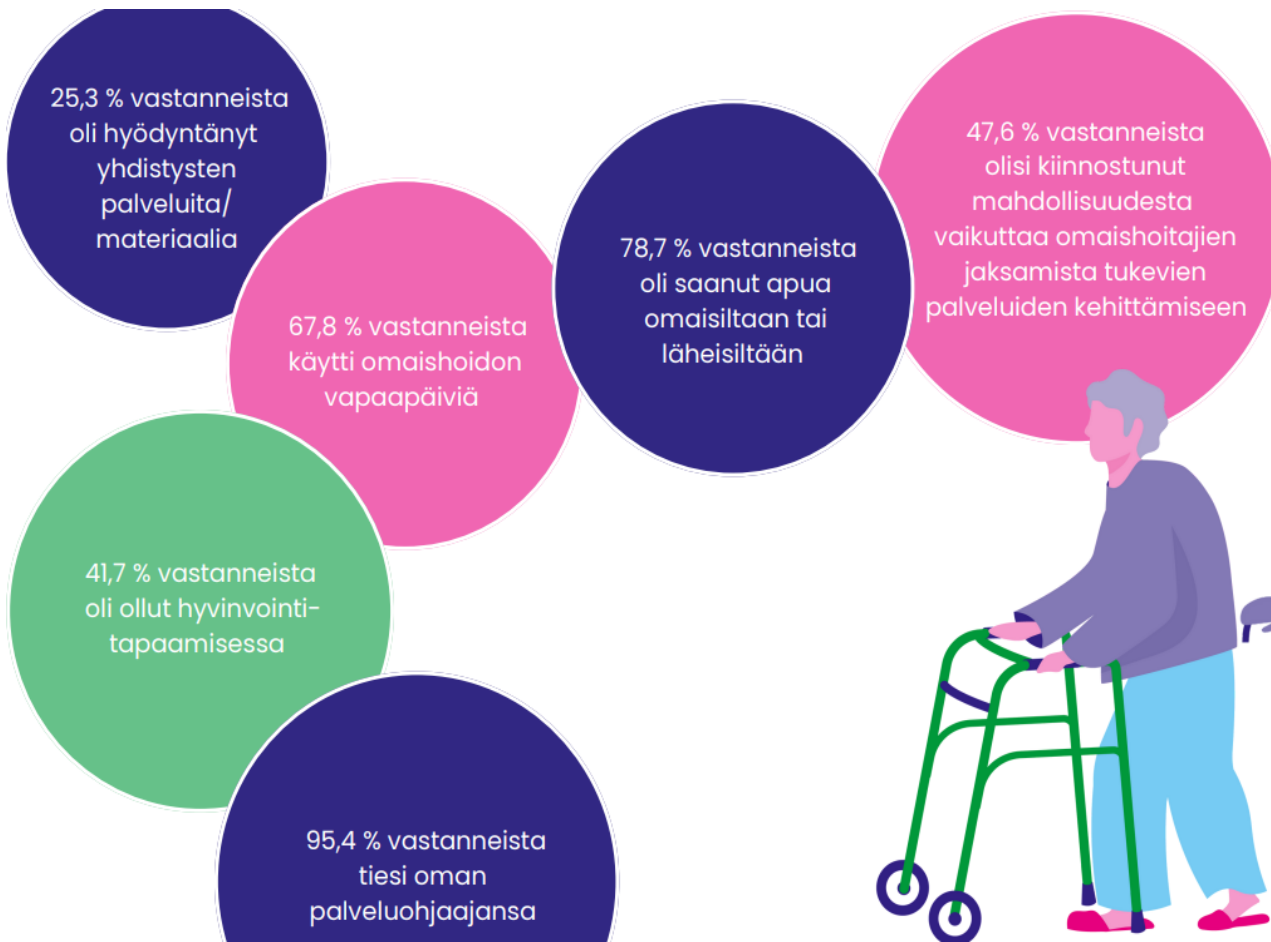 25,3 % vastanneista
oli hyödyntänyt
yhdistysten
palveluita/
materiaalia
67,8 % vastanneista
käytti omaishoidon
vapaapäiviä
78,7 % vastanneista
oli saanut apua
omaisiltaan tai
läheisiltään
47,6 % vastanneista
olisi kiinnostunut
mahdollisuudesta
vaikuttaa omaishoitajien
jaksamista tukevien
palveluiden kehittämiseen
41,7 % vastanneista
oli ollut hyvinvointi-
tapaamisessa
95,4 % vastanneista
tiesi oman
palveluohjaajansa